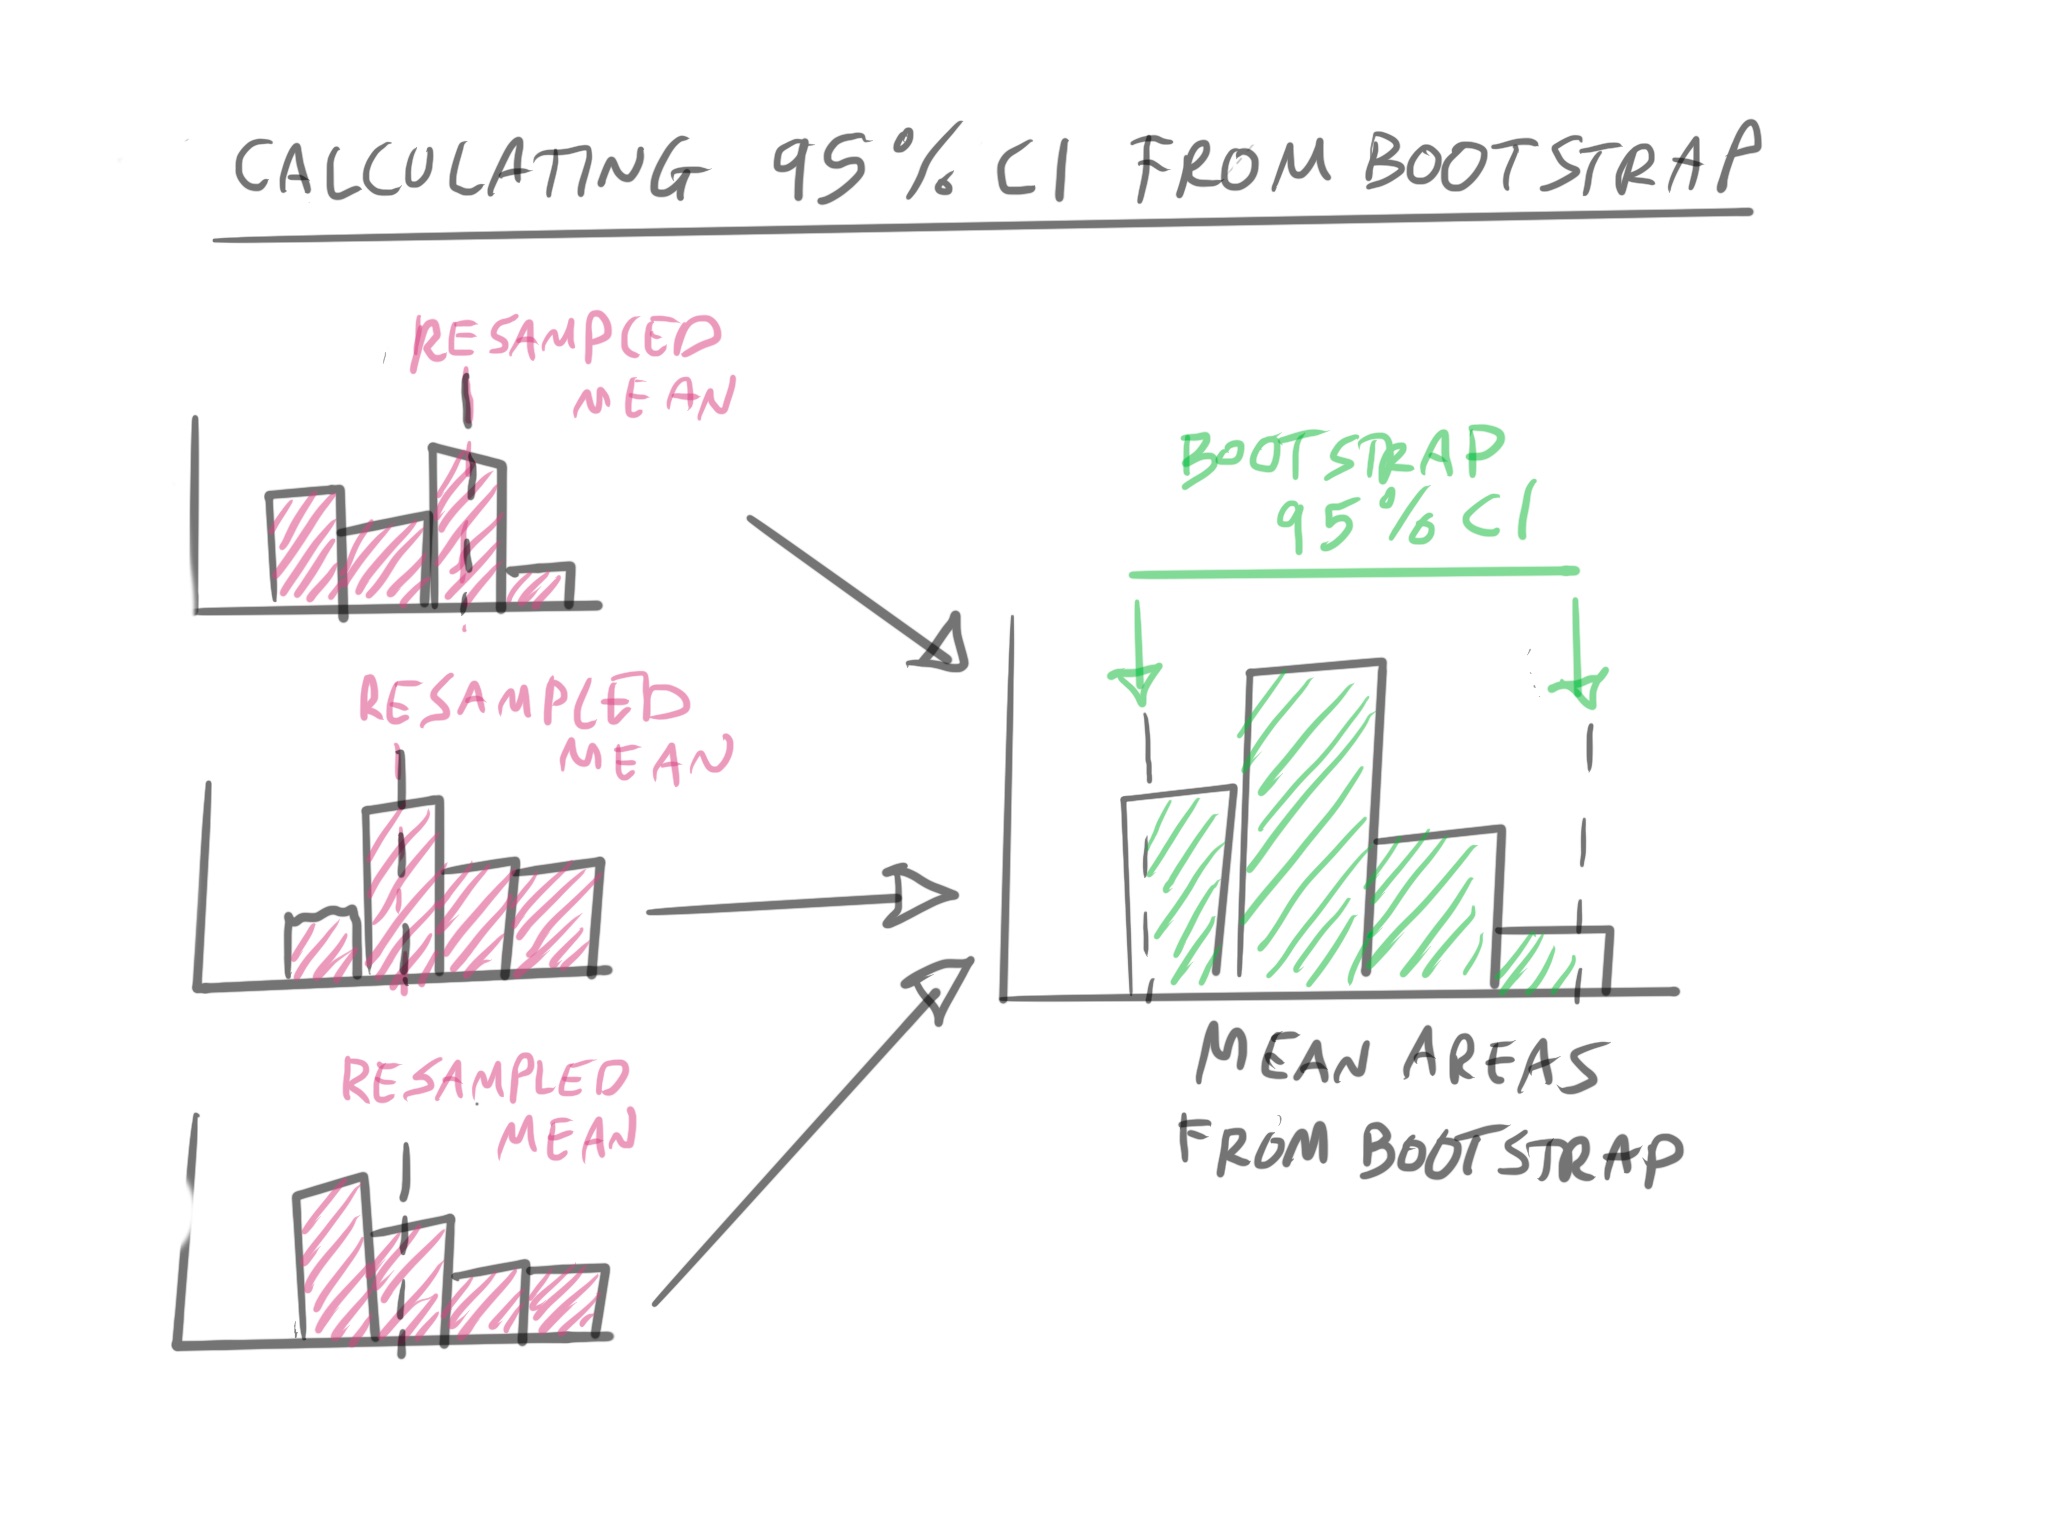 CALCULATING 95% CI FROM BOOTSTRAP
RESAMPLED
MEAN
RESAMPLED
MEAN
RESAMPLED
MEAN
BOOTSTRAP
95% CI
MEAN AREAS
FROM BOOTSTRAP